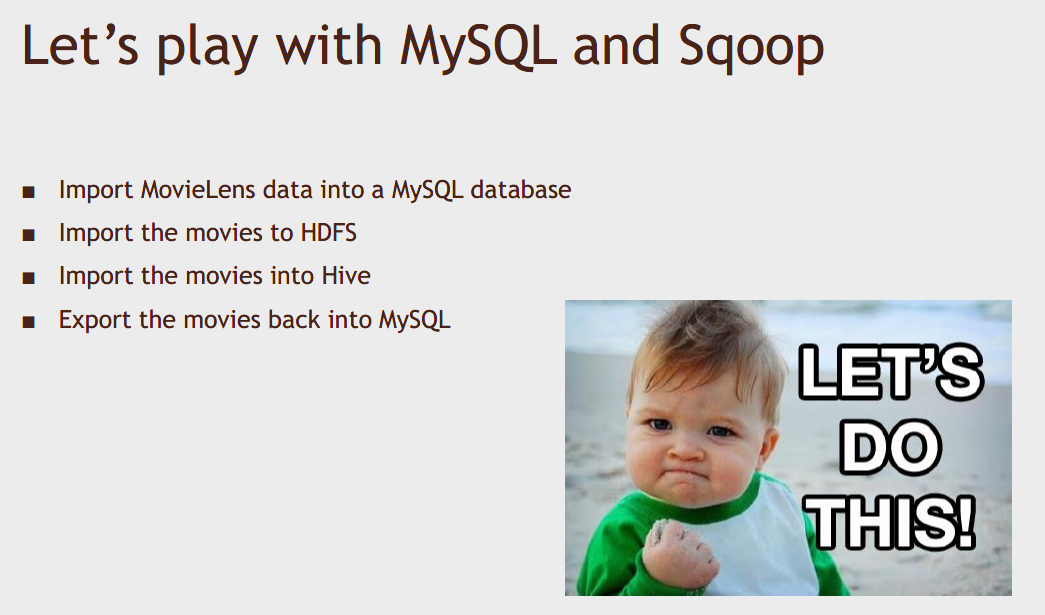 Let’s play with MySQL and Sqoop
▪ Import MovieLens data into a MySQL database
▪ Import the movies to HDFS
▪ Import the movies into Hive
▪ Export the movies back into MySQL
LET’S
DO
THIS!